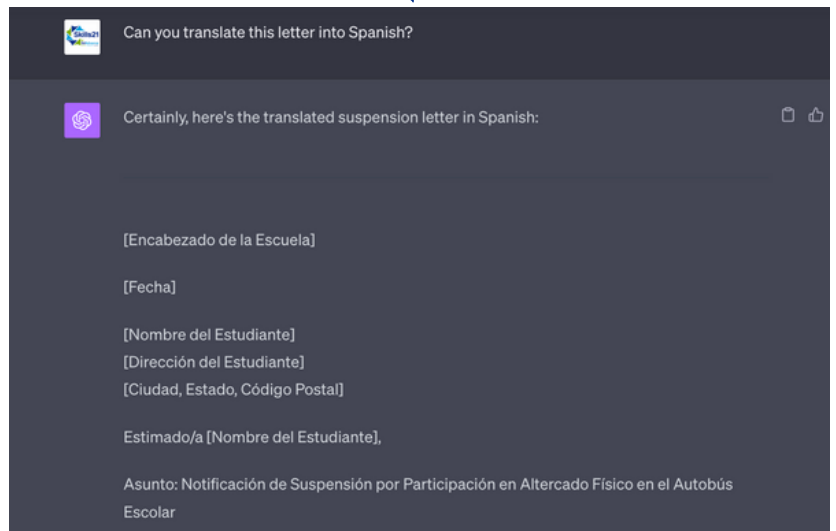 Skills21
Can you translate this letter into Spanish?
Certainly, here's the translated suspension letter in Spanish:
[Encabezado de la Escuela]
[Fecha]
[Nombre del Estudiante]
[Dirección del Estudiante]
[Ciudad, Estado, Código Postal]
Estimado/a [Nombre del Estudiante],
Asunto: Notificación de Suspensión por Participación en Altercado Físico en el Autobús
Escolar